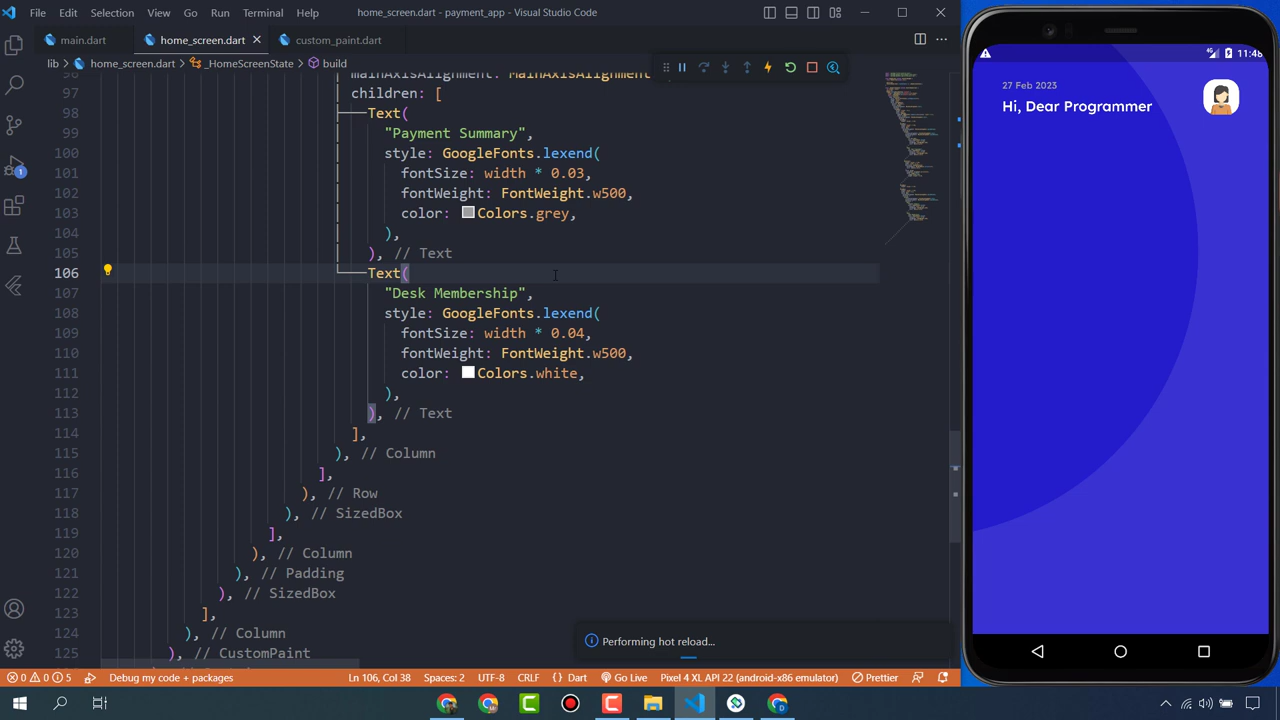 File Edit Selection View Go Run Terminal Help
home_screen.dart - payment_app - Visual Studio Code
main.dart
home_screen.dart
custom_paint.dart
lib > home_screen.dart > _HomeScreenState > build
97 children: [
98 Text(
99 "Payment Summary",
100 style: GoogleFonts.lexend(
101 fontSize: width * 0.03,
102 fontWeight: FontWeight.w500,
103 color: Colors.grey,
104 ),
105 ), // Text
106 Text(
107 "Desk Membership",
108 style: GoogleFonts.lexend(
109 fontSize: width * 0.04,
110 fontWeight: FontWeight.w500,
111 color: Colors.white,
112 ),
113 ), // Text
114 ],
115 ), // Column
116 ],
117 ), // Row
118 ), // SizedBox
119 ],
120 ), // Column
121 ), // Padding
122 ), // SizedBox
123 ],
124 ), // Column
125 ), // CustomPaint
Performing hot reload...
1
0 0 5 Debug my code + packages Ln 106, Col 38 Spaces: 2 UTF-8 CRLF { } Dart Go Live Pixel 4 XL API 22 (android-x86 emulator) Prettier
11:48
27 Feb 2023
Hi, Dear Programmer